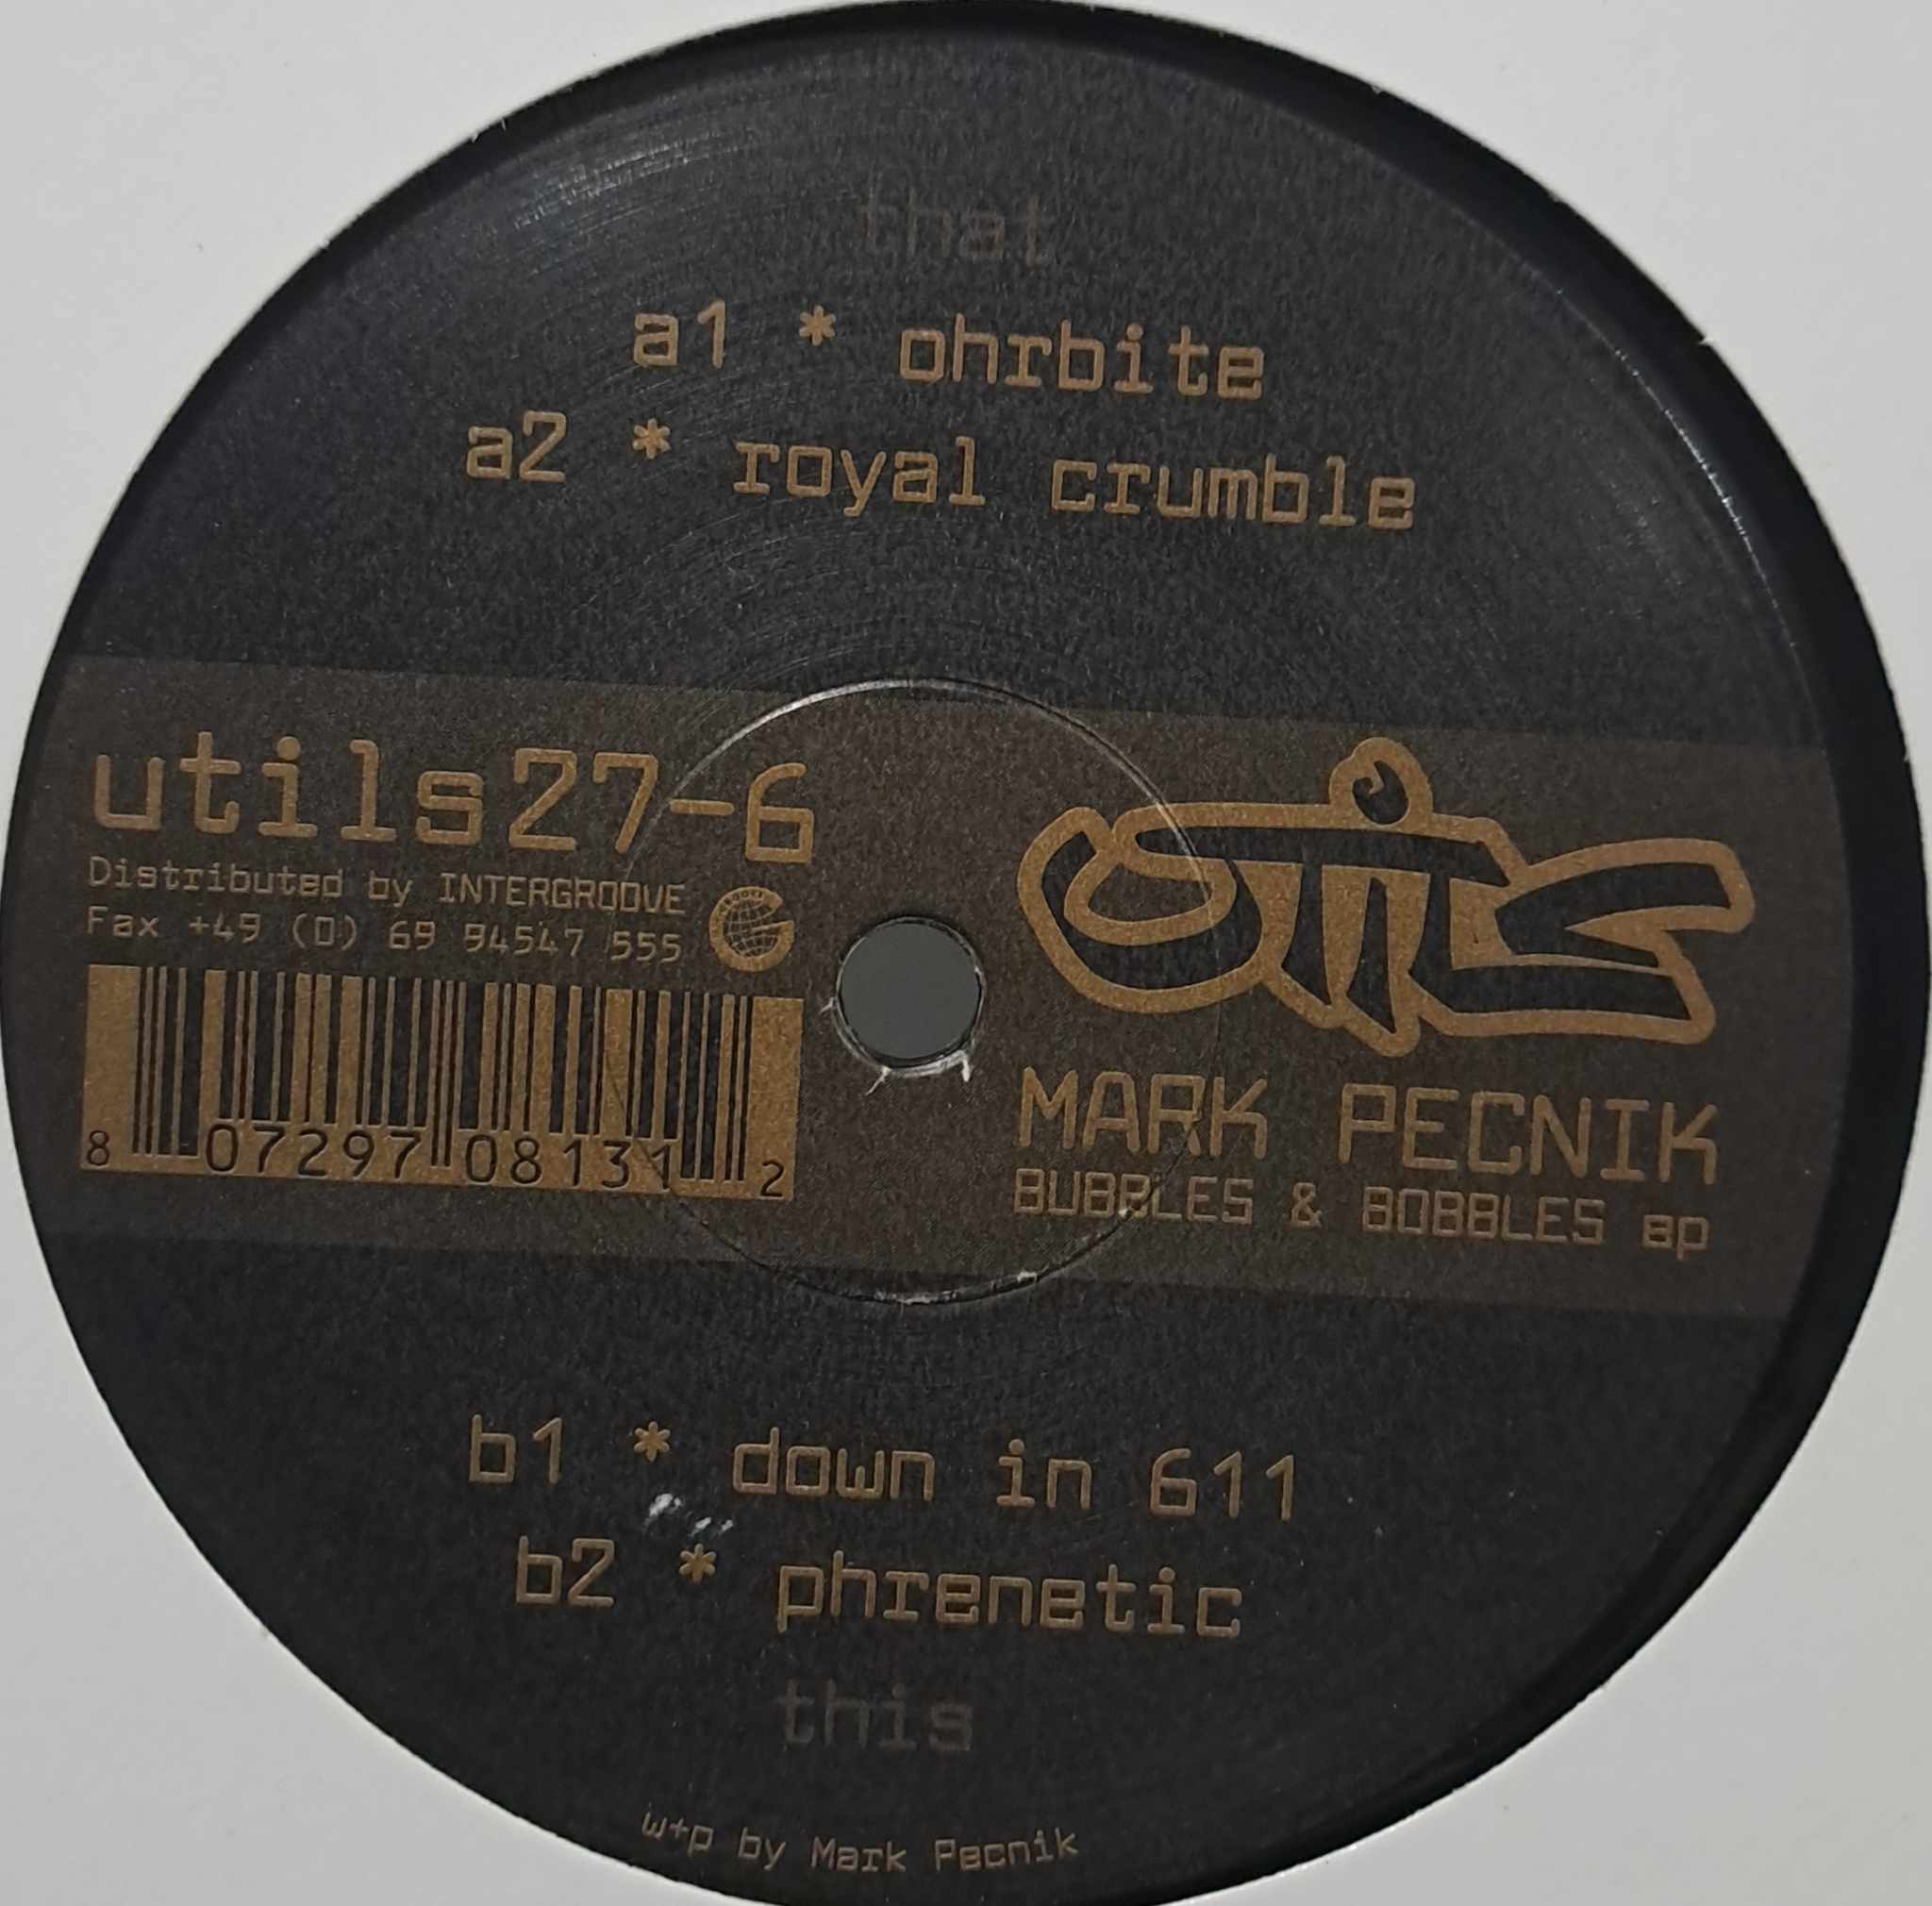 that
a1 * ohrbite
a2 * royal crumble
utils27-6
Distributed by INTERGROOVE
Fax +49 (0) 69 94547 555
8 07297 08131 2
UTILS
MARK PECNIK
BUBBLES & BOBBLES ep
b1 * down in 611
b2 * phrenetic
this
w+p by Mark Pecnik